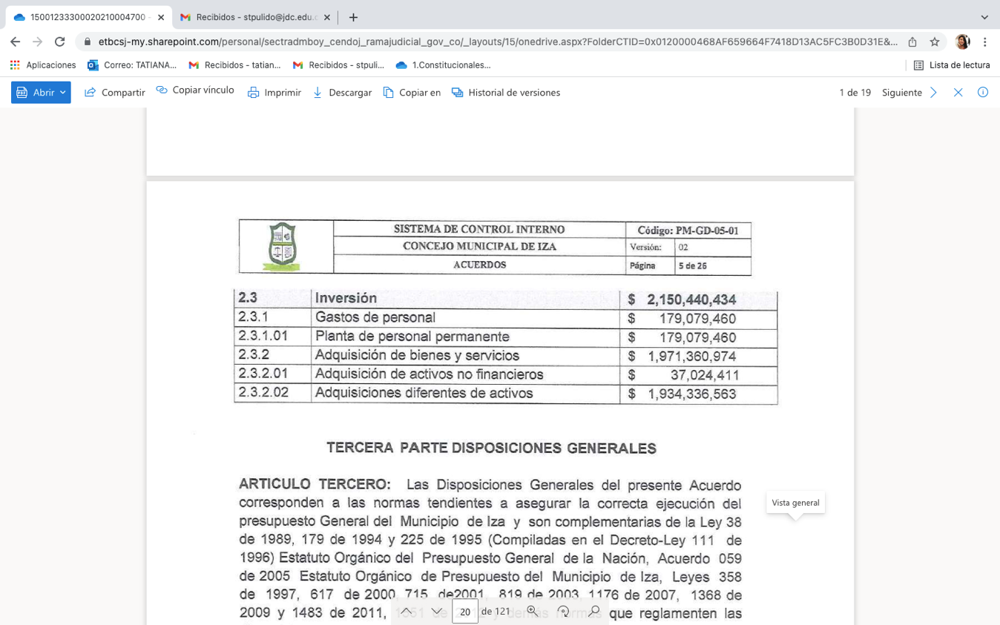 15001233300020210004700 -
Recibidos - stpulido@jdc.edu.c
etbcsj-my.sharepoint.com/personal/sectradmboy_cendoj_ramajudicial_gov_co/_layouts/15/onedrive.aspx?FolderCTID=0x0120000468AF659664F7418D13AC5FC3B0D31E&...
Aplicaciones
Correo: TATIANA...
Recibidos - tatian...
Recibidos - stpuli...
1.Constitucionales...
Lista de lectura
Abrir
Compartir
Copiar vínculo
Imprimir
Descargar
Copiar en
Historial de versiones
1 de 19
Siguiente
SISTEMA DE CONTROL INTERNO
Código: PM-GD-05-01
CONCEJO MUNICIPAL DE IZA
Versión: 02
ACUERDOS
Página 5 de 26
2.3 Inversión $ 2,150,440,434
2.3.1 Gastos de personal $ 179,079,460
2.3.1.01 Planta de personal permanente $ 179,079,460
2.3.2 Adquisición de bienes y servicios $ 1,971,360,974
2.3.2.01 Adquisición de activos no financieros $ 37,024,411
2.3.2.02 Adquisiciones diferentes de activos $ 1,934,336,563
TERCERA PARTE DISPOSICIONES GENERALES
ARTICULO TERCERO: Las Disposiciones Generales del presente Acuerdo
corresponden a las normas tendientes a asegurar la correcta ejecución del
presupuesto General del Municipio de Iza y son complementarias de la Ley 38
de 1989, 179 de 1994 y 225 de 1995 (Compiladas en el Decreto-Ley 111 de
1996) Estatuto Orgánico del Presupuesto General de la Nación, Acuerdo 059
de 2005 Estatuto Orgánico de Presupuesto del Municipio de Iza, Leyes 358
de 1997, 617 de 2000, 715 de2001, 819 de 2003, 1176 de 2007, 1368 de
2009 y 1483 de 2011, 1551 de 2012 y demás normas que reglamenten las
Vista general
20 de 121